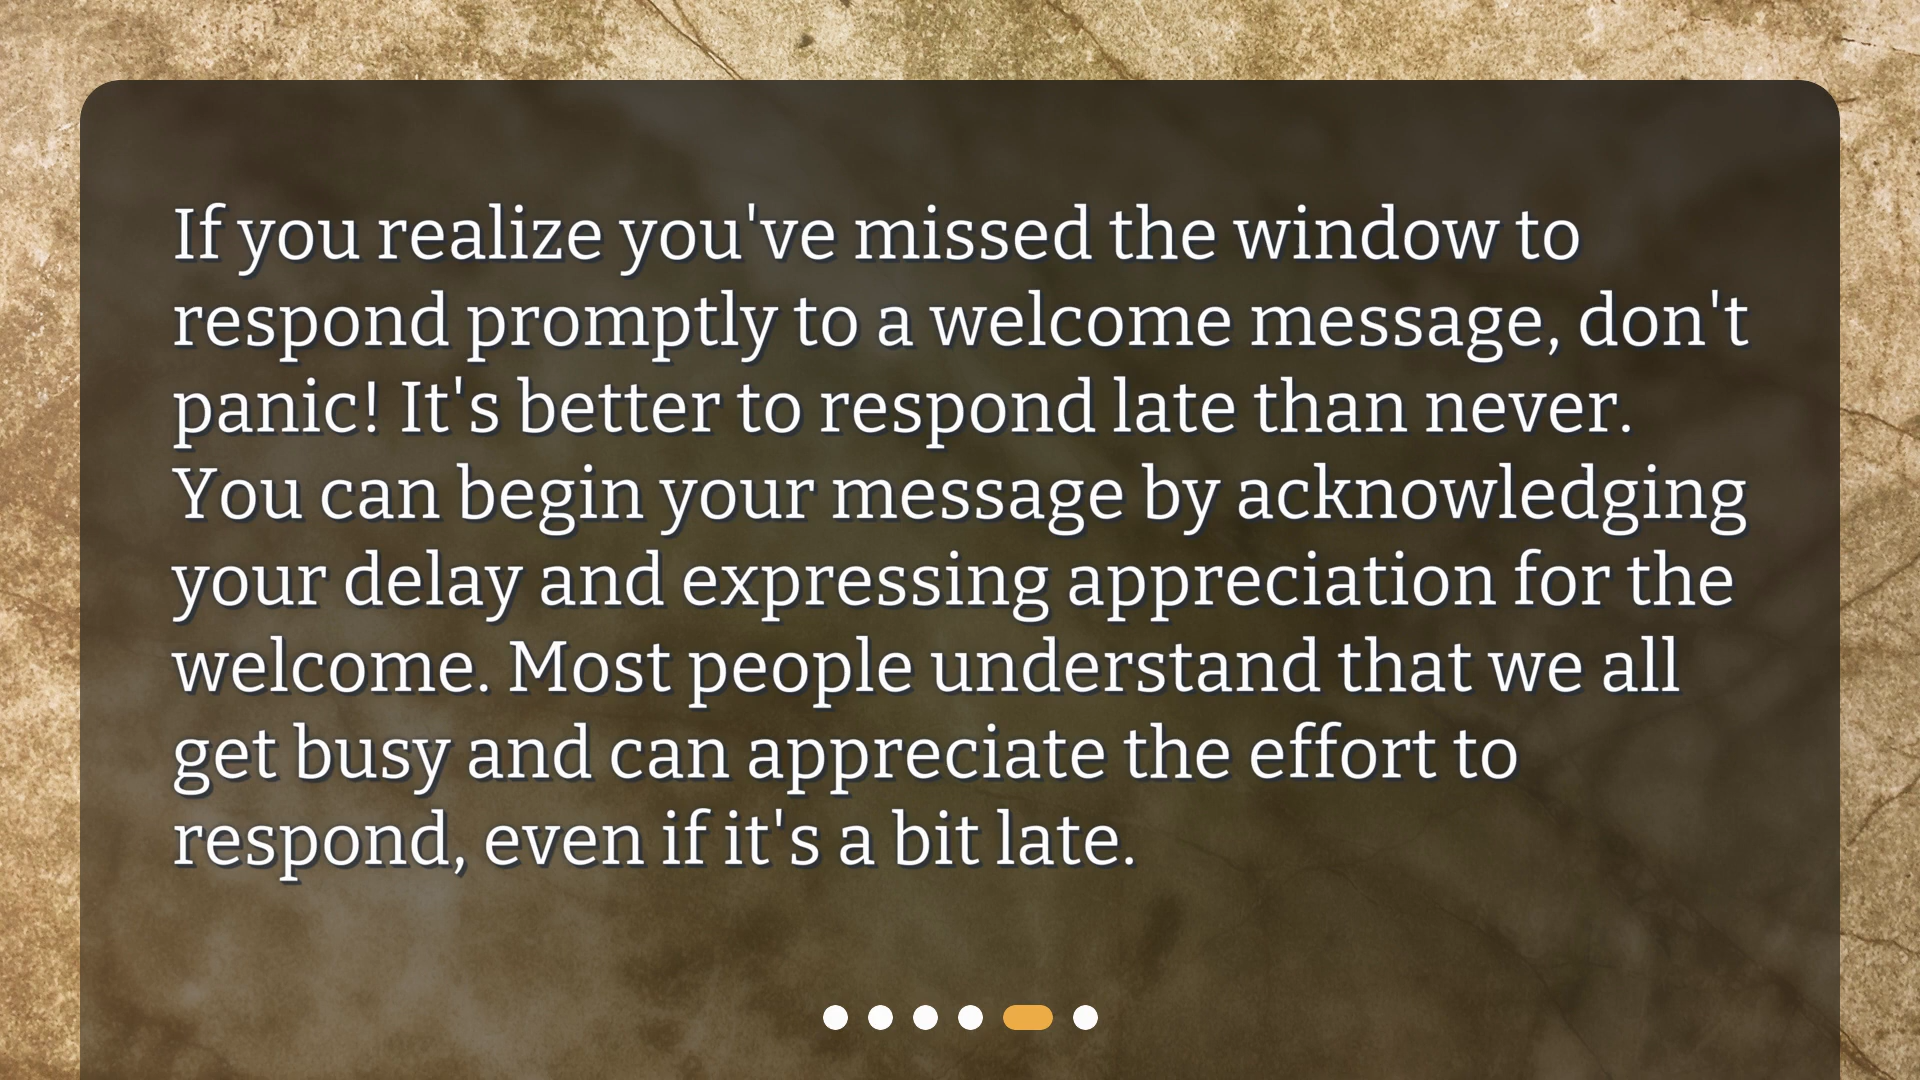 If you realize you've missed the window to
respond promptly to a welcome message, don't
panic! It's better to respond late than never.
You can begin your message by acknowledging
your delay and expressing appreciation for the
welcome. Most people understand that we all
get busy and can appreciate the effort to
respond, even if it's a bit late.